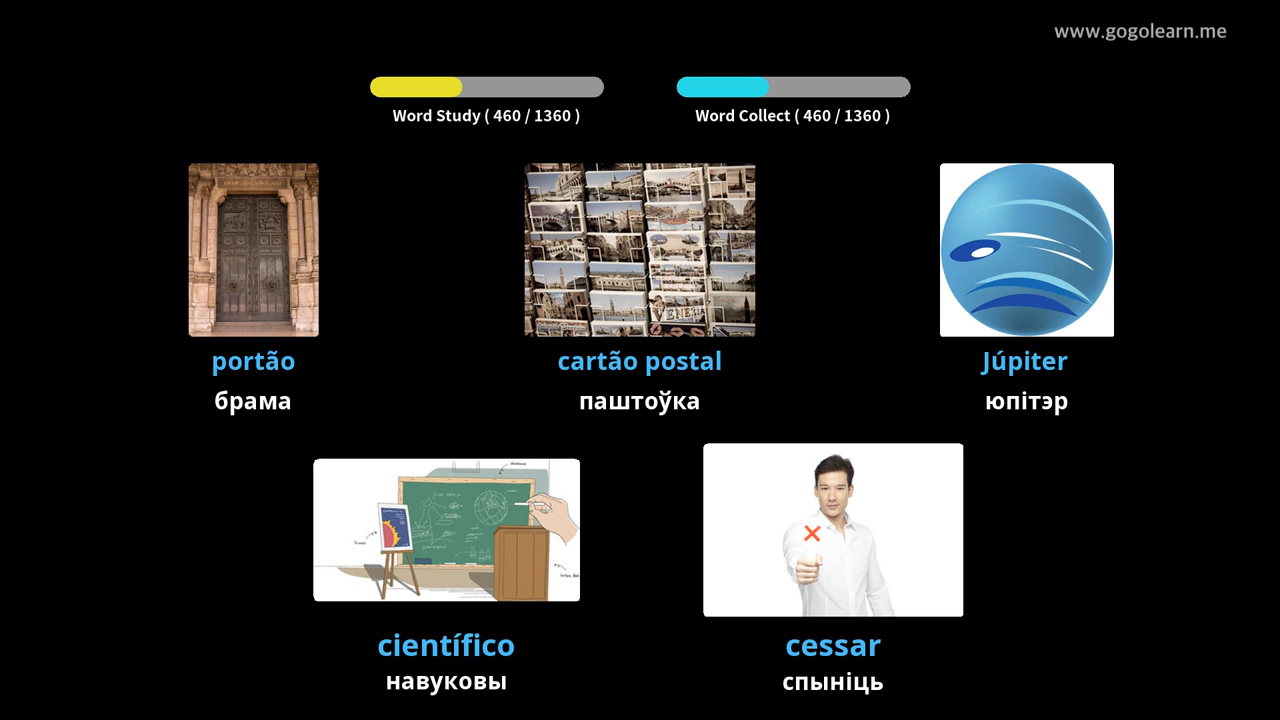 www.gogolearn.me
Word Study ( 460 / 1360 )
Word Collect ( 460 / 1360 )
portão
cartão postal
Júpiter
брама
паштоўка
юпітэр
científico
cessar
навуковы
спыніць